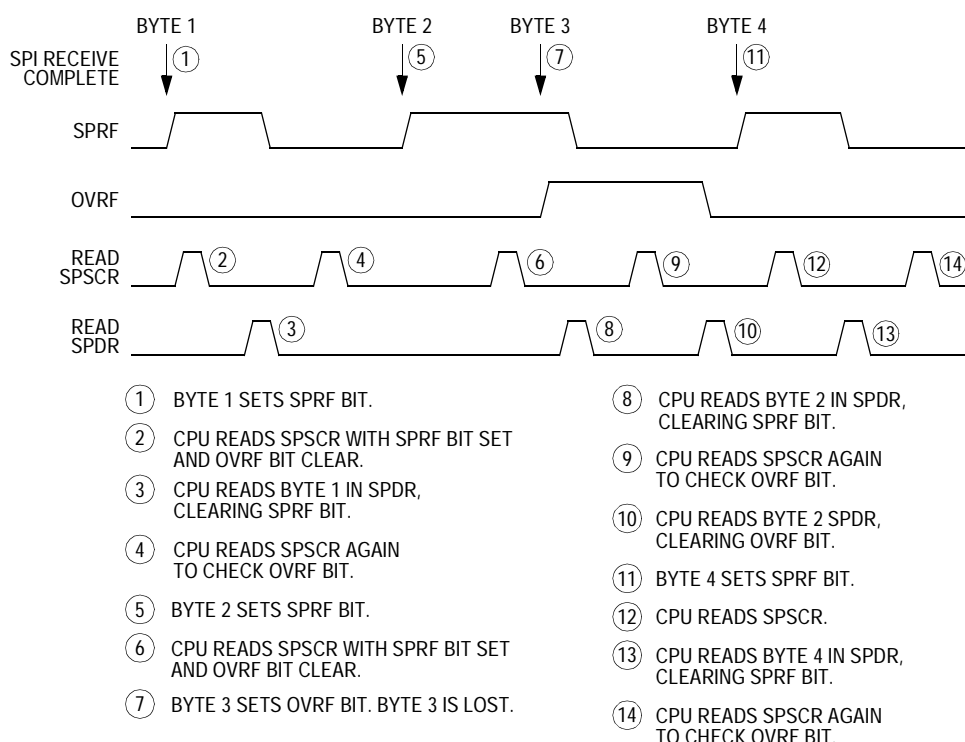 BYTE 1
BYTE 2
BYTE 3
BYTE 4
SPI RECEIVE
COMPLETE
1
5
7
11
SPRF
OVRF
READ
SPSCR
2
4
6
9
12
14
READ
SPDR
3
8
10
13
1 BYTE 1 SETS SPRF BIT.
2 CPU READS SPSCR WITH SPRF BIT SET
AND OVRF BIT CLEAR.
3 CPU READS BYTE 1 IN SPDR,
CLEARING SPRF BIT.
4 CPU READS SPSCR AGAIN
TO CHECK OVRF BIT.
5 BYTE 2 SETS SPRF BIT.
6 CPU READS SPSCR WITH SPRF BIT SET
AND OVRF BIT CLEAR.
7 BYTE 3 SETS OVRF BIT. BYTE 3 IS LOST.
8 CPU READS BYTE 2 IN SPDR,
CLEARING SPRF BIT.
9 CPU READS SPSCR AGAIN
TO CHECK OVRF BIT.
10 CPU READS BYTE 2 SPDR,
CLEARING OVRF BIT.
11 BYTE 4 SETS SPRF BIT.
12 CPU READS SPSCR.
13 CPU READS BYTE 4 IN SPDR,
CLEARING SPRF BIT.
14 CPU READS SPSCR AGAIN
TO CHECK OVRF BIT.